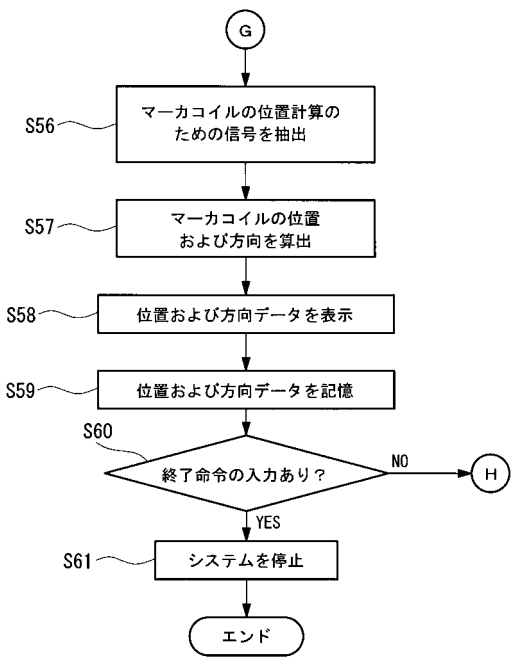 G
S56
マーカコイルの位置計算の
ための信号を抽出
S57
マーカコイルの位置
および方向を算出
S58
位置および方向データを表示
S59
位置および方向データを記憶
S60
終了命令の入力あり？
NO
H
YES
S61
システムを停止
エンド